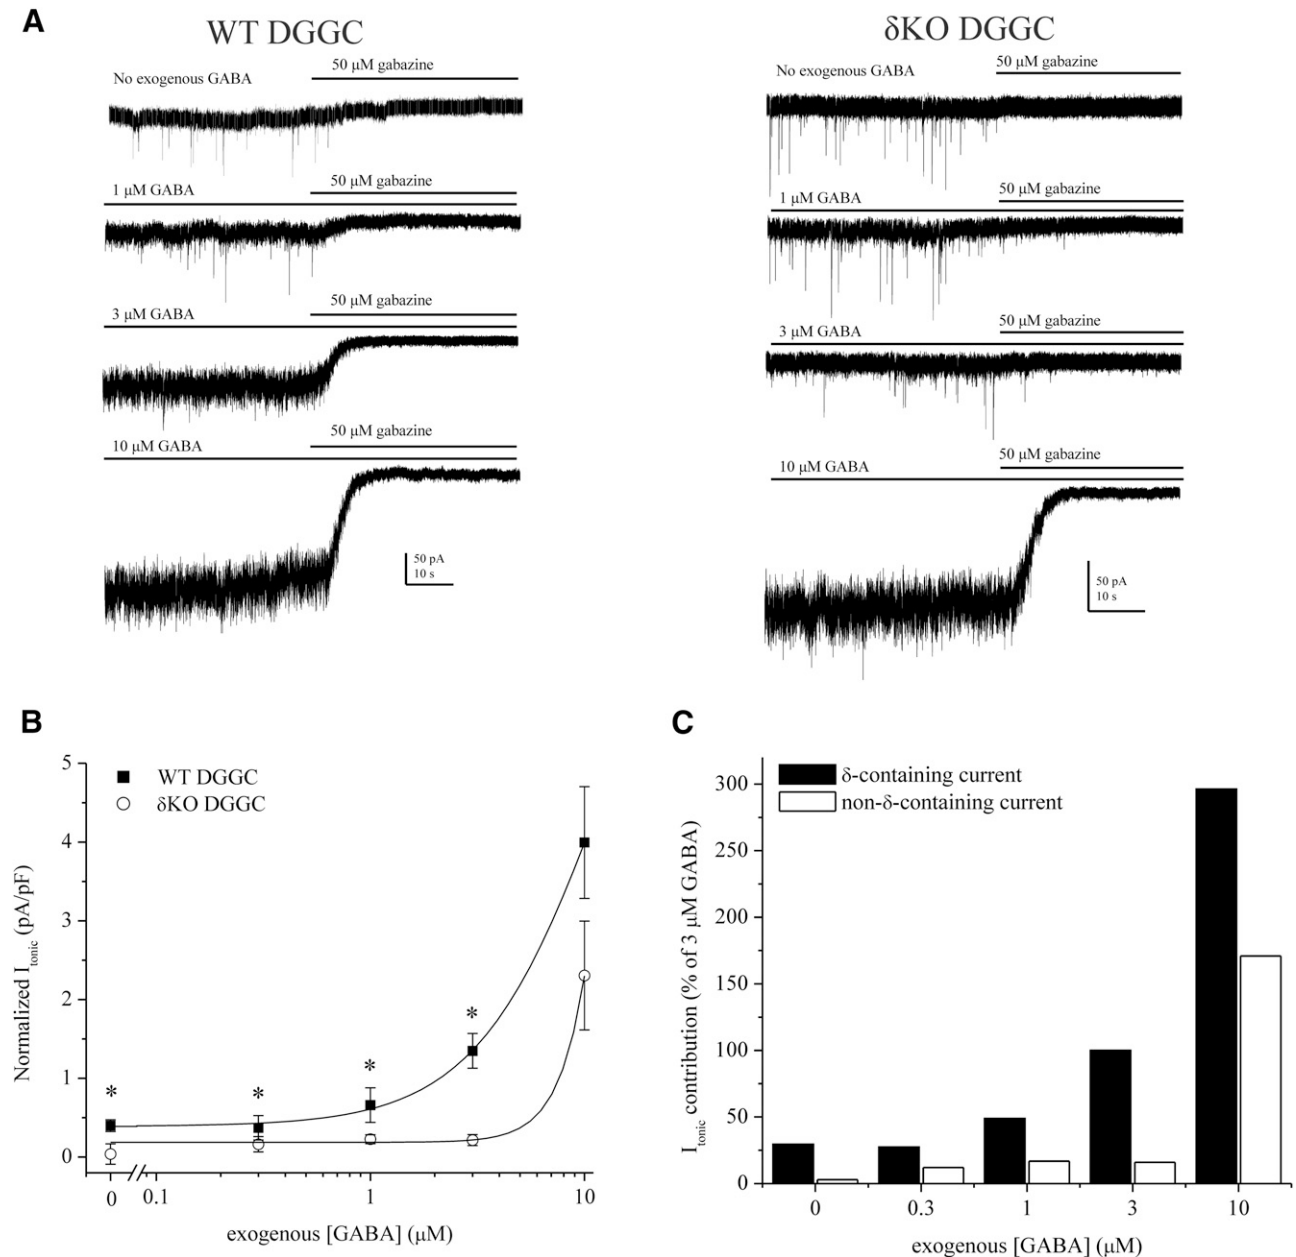 A
WT DGGC
No exogenous GABA
50 μM gabazine
1 μM GABA
50 μM gabazine
3 μM GABA
50 μM gabazine
10 μM GABA
50 μM gabazine
50 pA
10 s
δKO DGGC
No exogenous GABA
50 μM gabazine
1 μM GABA
50 μM gabazine
3 μM GABA
50 μM gabazine
10 μM GABA
50 μM gabazine
50 pA
10 s
B
WT DGGC
δKO DGGC
Normalized Itonic (pA/pF)
5
4
3
2
1
0
* * * *
0 0.1 1 10
exogenous [GABA] (μM)
C
δ-containing current
non-δ-containing current
Itonic contribution (% of 3 μM GABA)
300
250
200
150
100
50
0
0 0.3 1 3 10
exogenous [GABA] (μM)